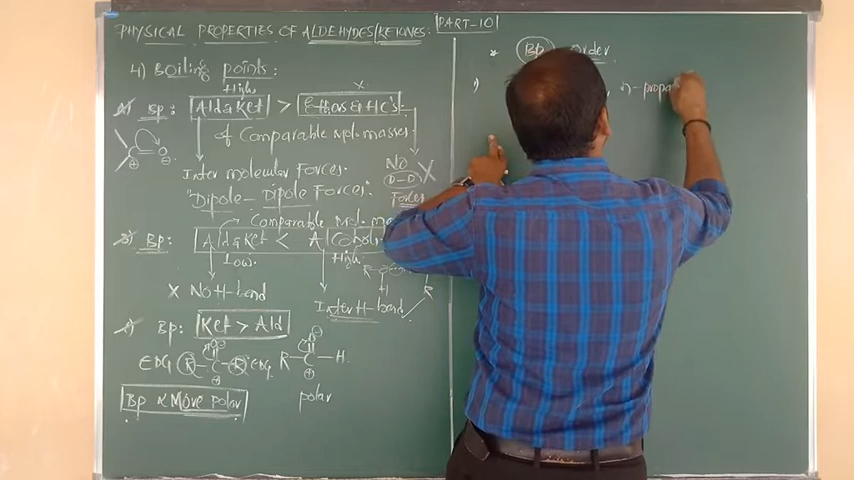 PHYSICAL PROPERTIES OF ALDEHYDES/KETONES: PART-10
4) Boiling points:
High
A) BP: Ald & Ket > Ethers & HC's x
of Comparable Mol. masses.
C = O
Inter molecular Forces.
"Dipole-Dipole Forces".
No
D-D X
Forces
Comparable Mol. m
B) BP: Ald & Ket < Alcohol
Low. High
R
H
X No H-bond
Inter H-bond
R
C) BP: Ket > Ald
EDG R-C-R EDG R-C-H
Bp ∝ More polar polar
* BP Order
1) , n-propa